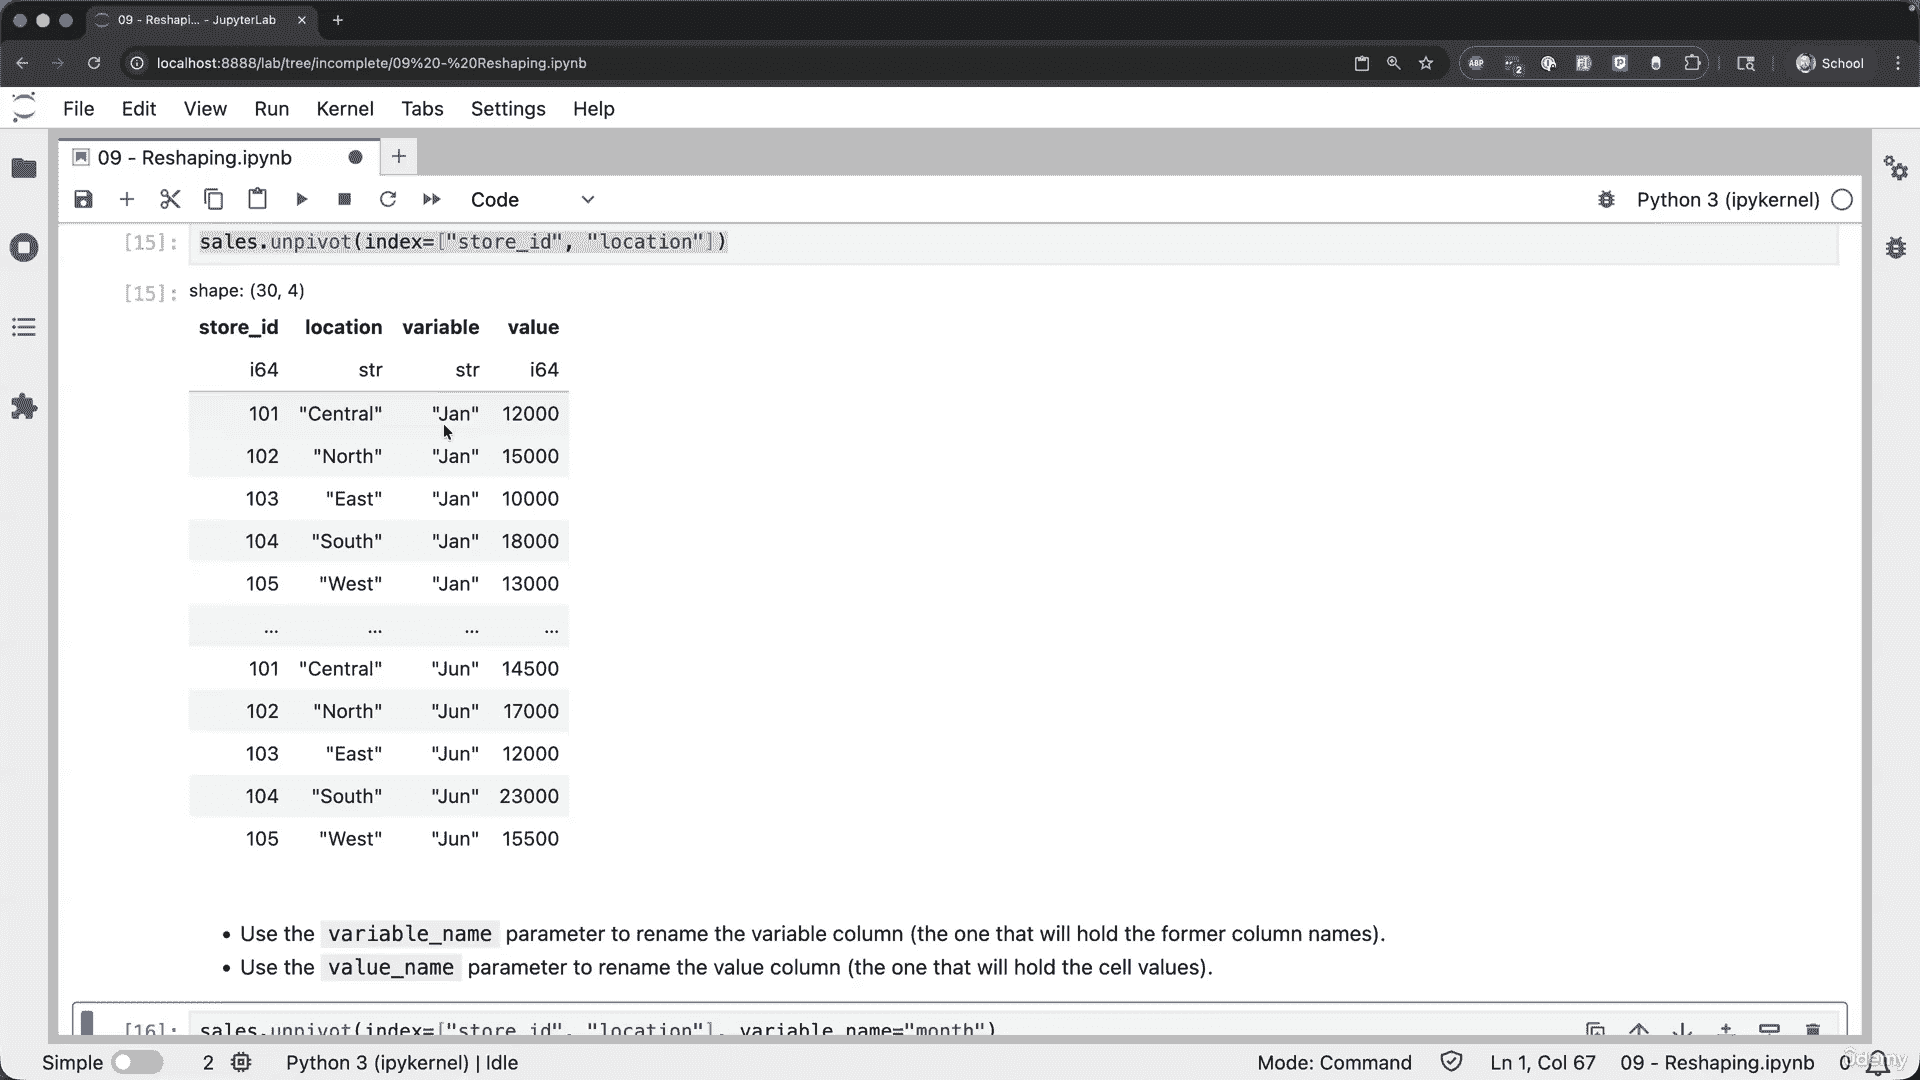 09 - Reshapi... - JupyterLab
localhost:8888/lab/tree/incomplete/09%20-%20Reshaping.ipynb
ABP
2
School
File Edit View Run Kernel Tabs Settings Help
09 - Reshaping.ipynb
Code
Python 3 (ipykernel)
[15]: sales.unpivot(index=["store_id", "location"])
[15]: shape: (30, 4)
store_id location variable value
i64 str str i64
101 "Central" "Jan" 12000
102 "North" "Jan" 15000
103 "East" "Jan" 10000
104 "South" "Jan" 18000
105 "West" "Jan" 13000
... ... ... ...
101 "Central" "Jun" 14500
102 "North" "Jun" 17000
103 "East" "Jun" 12000
104 "South" "Jun" 23000
105 "West" "Jun" 15500
• Use the variable_name parameter to rename the variable column (the one that will hold the former column names).
• Use the value_name parameter to rename the value column (the one that will hold the cell values).
[16]: sales.unpivot(index=["store_id", "location"], variable_name="month")
Simple 2 Python 3 (ipykernel) | Idle Mode: Command Ln 1, Col 67 09 - Reshaping.ipynb 0
udemy